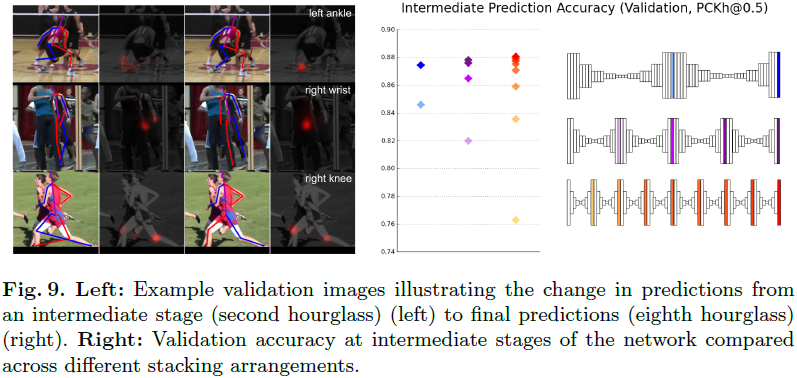 left ankle
right wrist
right knee
Intermediate Prediction Accuracy (Validation, PCKh@0.5)
0.90
0.88
0.86
0.84
0.82
0.80
0.78
0.76
0.74
Fig. 9. Left: Example validation images illustrating the change in predictions from
an intermediate stage (second hourglass) (left) to final predictions (eighth hourglass)
(right). Right: Validation accuracy at intermediate stages of the network compared
across different stacking arrangements.